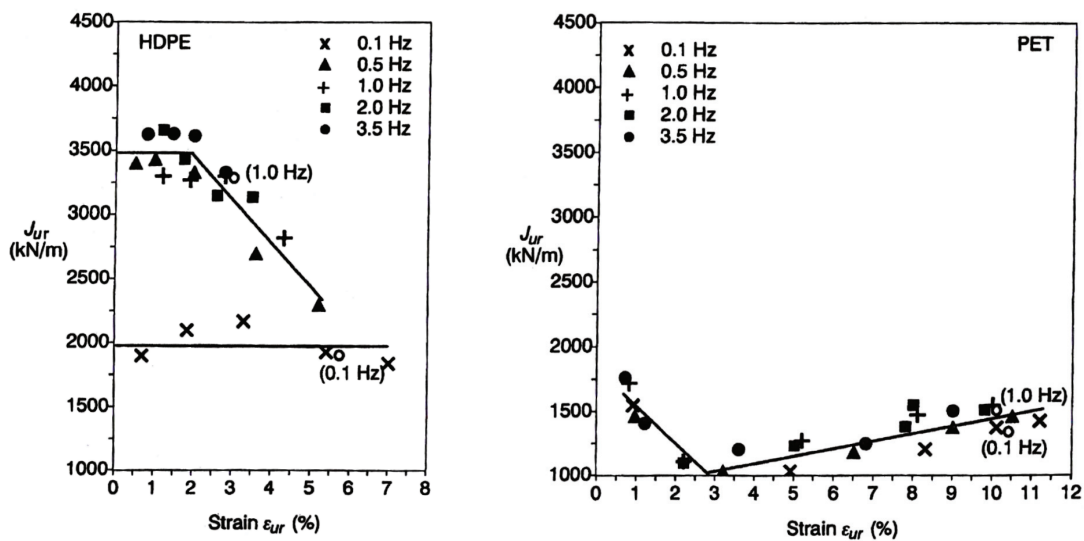 4500
HDPE
× 0.1 Hz
▲ 0.5 Hz
+ 1.0 Hz
■ 2.0 Hz
● 3.5 Hz
4000
3500
(1.0 Hz)
3000
Jur
(kN/m)
2500
2000
(0.1 Hz)
1500
1000
0 1 2 3 4 5 6 7 8
Strain εur (%)
4500
PET
× 0.1 Hz
▲ 0.5 Hz
+ 1.0 Hz
■ 2.0 Hz
● 3.5 Hz
4000
3500
3000
Jur
(kN/m)
2500
2000
1500
(1.0 Hz)
(0.1 Hz)
1000
0 1 2 3 4 5 6 7 8 9 10 11 12
Strain εur (%)